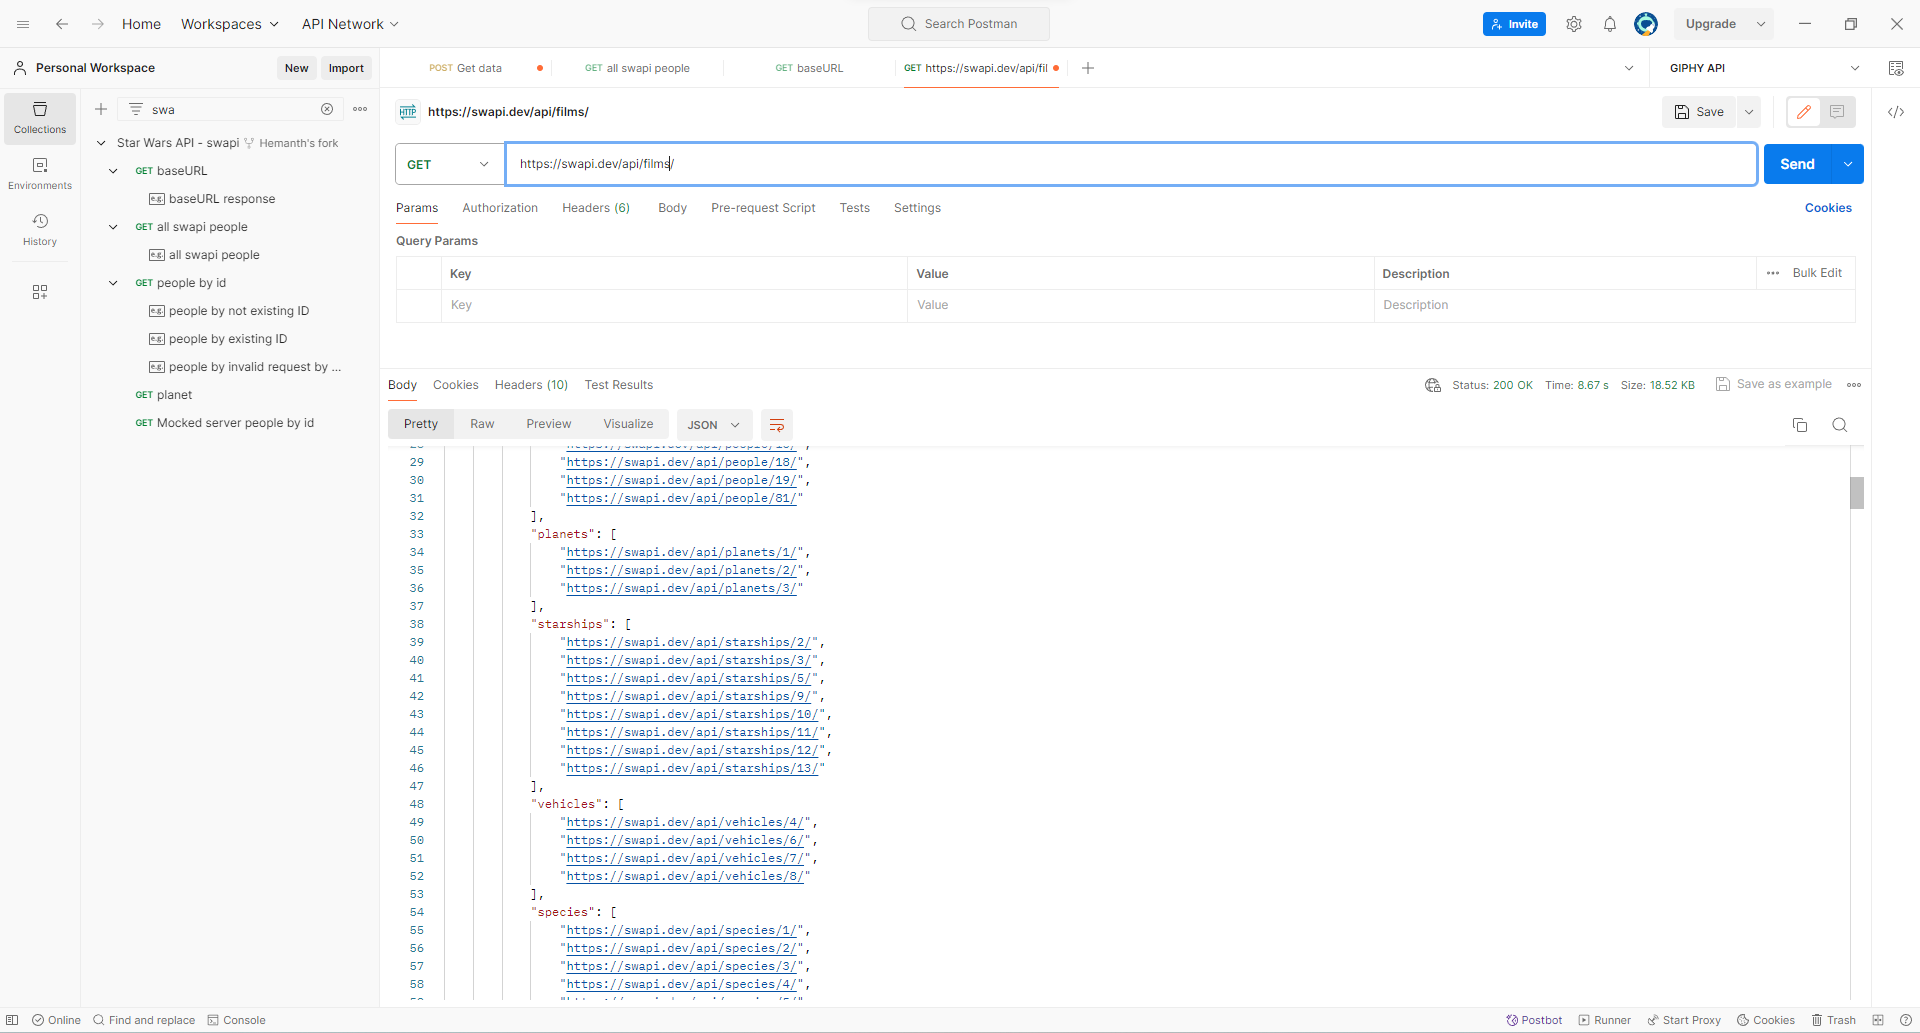 Home Workspaces API Network Search Postman Invite Upgrade
Personal Workspace New Import
POST Get data GET all swapi people GET baseURL GET https://swapi.dev/api/fil GIPHY API
Collections
Environments
History
swa
Star Wars API - swapi Hemanth's fork
GET baseURL
e.g. baseURL response
GET all swapi people
e.g. all swapi people
GET people by id
e.g. people by not existing ID
e.g. people by existing ID
e.g. people by invalid request by ...
GET planet
GET Mocked server people by id
HTTP https://swapi.dev/api/films/ Save
GET https://swapi.dev/api/films/ Send
Params Authorization Headers (6) Body Pre-request Script Tests Settings Cookies
Query Params
Key Value Description Bulk Edit
Key Value Description
Body Cookies Headers (10) Test Results Status: 200 OK Time: 8.67 s Size: 18.52 KB Save as example
Pretty Raw Preview Visualize JSON
29 "https://swapi.dev/api/people/18/",
30 "https://swapi.dev/api/people/19/",
31 "https://swapi.dev/api/people/81/"
32 ],
33 "planets": [
34 "https://swapi.dev/api/planets/1/",
35 "https://swapi.dev/api/planets/2/",
36 "https://swapi.dev/api/planets/3/"
37 ],
38 "starships": [
39 "https://swapi.dev/api/starships/2/",
40 "https://swapi.dev/api/starships/3/",
41 "https://swapi.dev/api/starships/5/",
42 "https://swapi.dev/api/starships/9/",
43 "https://swapi.dev/api/starships/10/",
44 "https://swapi.dev/api/starships/11/",
45 "https://swapi.dev/api/starships/12/",
46 "https://swapi.dev/api/starships/13/"
47 ],
48 "vehicles": [
49 "https://swapi.dev/api/vehicles/4/",
50 "https://swapi.dev/api/vehicles/6/",
51 "https://swapi.dev/api/vehicles/7/",
52 "https://swapi.dev/api/vehicles/8/"
53 ],
54 "species": [
55 "https://swapi.dev/api/species/1/",
56 "https://swapi.dev/api/species/2/",
57 "https://swapi.dev/api/species/3/",
58 "https://swapi.dev/api/species/4/",
Online Find and replace Console Postbot Runner Start Proxy Cookies Trash